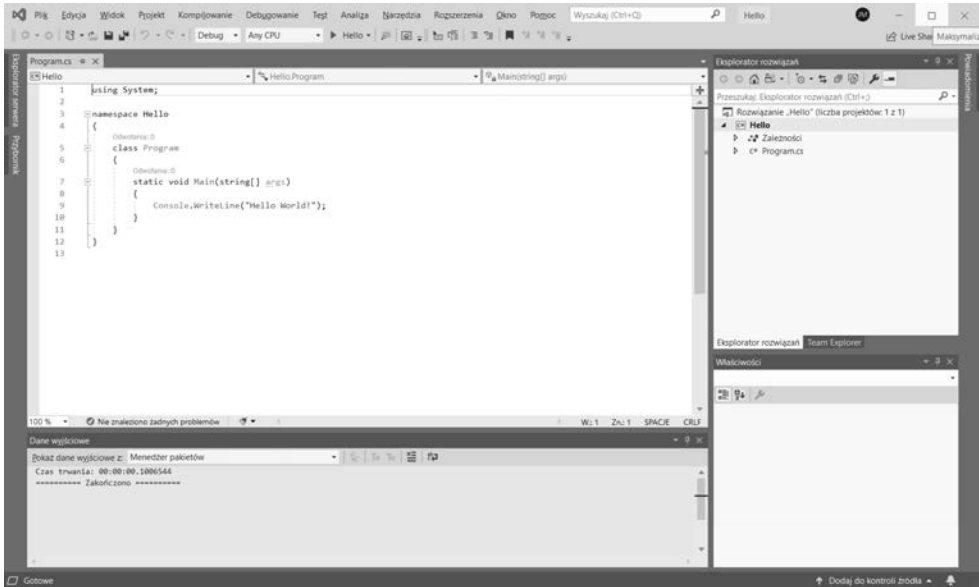 Plik Edycja Widok Projekt Kompilowanie Debugowanie Test Analiza Narzędzia Rozszerzenia Okno Pomoc Wyszukaj (Ctrl+Q) Hello JM
Debug Any CPU Hello Live Shar Maksymaliz
Eksplorator serwera
Przybornik
Program.cs
Hello Hello.Program Main(string[] args)
1 using System;
2
3 namespace Hello
4 {
Odwołania: 0
5 class Program
6 {
Odwołania: 0
7 static void Main(string[] args)
8 {
9 Console.WriteLine("Hello World!");
10 }
11 }
12 }
13
100 % Nie znaleziono żadnych problemów W.: 1 Zn.: 1 SPACJE CRLF
Dane wyjściowe
Pokaż dane wyjściowe z: Menedżer pakietów
Czas trwania: 00:00:00.1006544
========== Zakończono ==========
Eksplorator rozwiązań
Przeszukaj: Eksplorator rozwiązań (Ctrl+;)
Rozwiązanie „Hello" (liczba projektów: 1 z 1)
C# Hello
Zależności
C# Program.cs
Eksplorator rozwiązań Team Explorer
Właściwości
Powiadomienia
Gotowe Dodaj do kontroli źródła